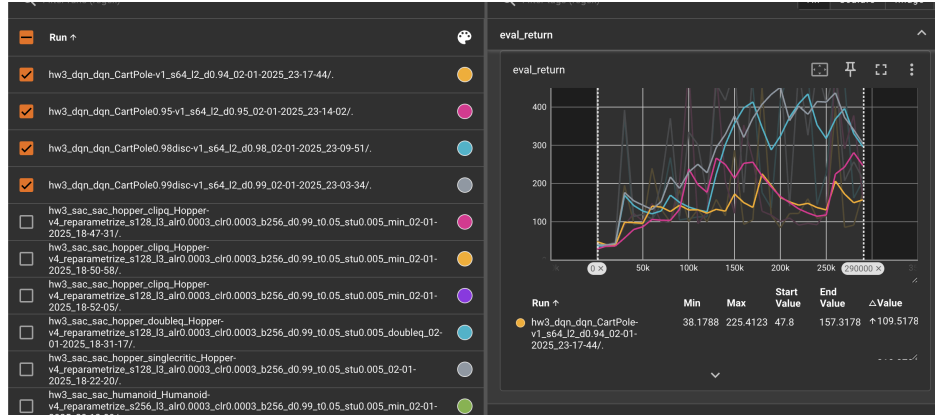 Run ↑
hw3_dqn_dqn_CartPole-v1_s64_l2_d0.94_02-01-2025_23-17-44/.
hw3_dqn_dqn_CartPole0.95-v1_s64_l2_d0.95_02-01-2025_23-14-02/.
hw3_dqn_dqn_CartPole0.98disc-v1_s64_l2_d0.98_02-01-2025_23-09-51/.
hw3_dqn_dqn_CartPole0.99disc-v1_s64_l2_d0.99_02-01-2025_23-03-34/.
hw3_sac_sac_hopper_clipq_Hopper-
v4_reparametrize_s128_l3_alr0.0003_clr0.0003_b256_d0.99_t0.05_stu0.005_min_02-01-
2025_18-47-31/.
hw3_sac_sac_hopper_clipq_Hopper-
v4_reparametrize_s128_l3_alr0.0003_clr0.0003_b256_d0.99_t0.05_stu0.005_min_02-01-
2025_18-50-58/.
hw3_sac_sac_hopper_clipq_Hopper-
v4_reparametrize_s128_l3_alr0.0003_clr0.0003_b256_d0.99_t0.05_stu0.005_min_02-01-
2025_18-52-05/.
hw3_sac_sac_hopper_doubleq_Hopper-
v4_reparametrize_s128_l3_alr0.0003_clr0.0003_b256_d0.99_t0.05_stu0.005_doubleq_02-
01-2025_18-31-17/.
hw3_sac_sac_hopper_singlecritic_Hopper-
v4_reparametrize_s128_l3_alr0.0003_clr0.0003_b256_d0.99_t0.05_stu0.005_02-01-
2025_18-22-20/.
hw3_sac_sac_humanoid_Humanoid-
v4_reparametrize_s256_l3_alr0.0003_clr0.0003_b256_d0.99_t0.05_stu0.005_min_02-01-
eval_return
eval_return
400
300
200
100
0 ×
50k
100k
150k
200k
250k
290000 ×
Run ↑ Min Max Start Value End Value △Value
hw3_dqn_dqn_CartPole- 38.1788 225.4123 47.8 157.3178 ↑109.5178
v1_s64_l2_d0.94_02-01-
2025_23-17-44/.